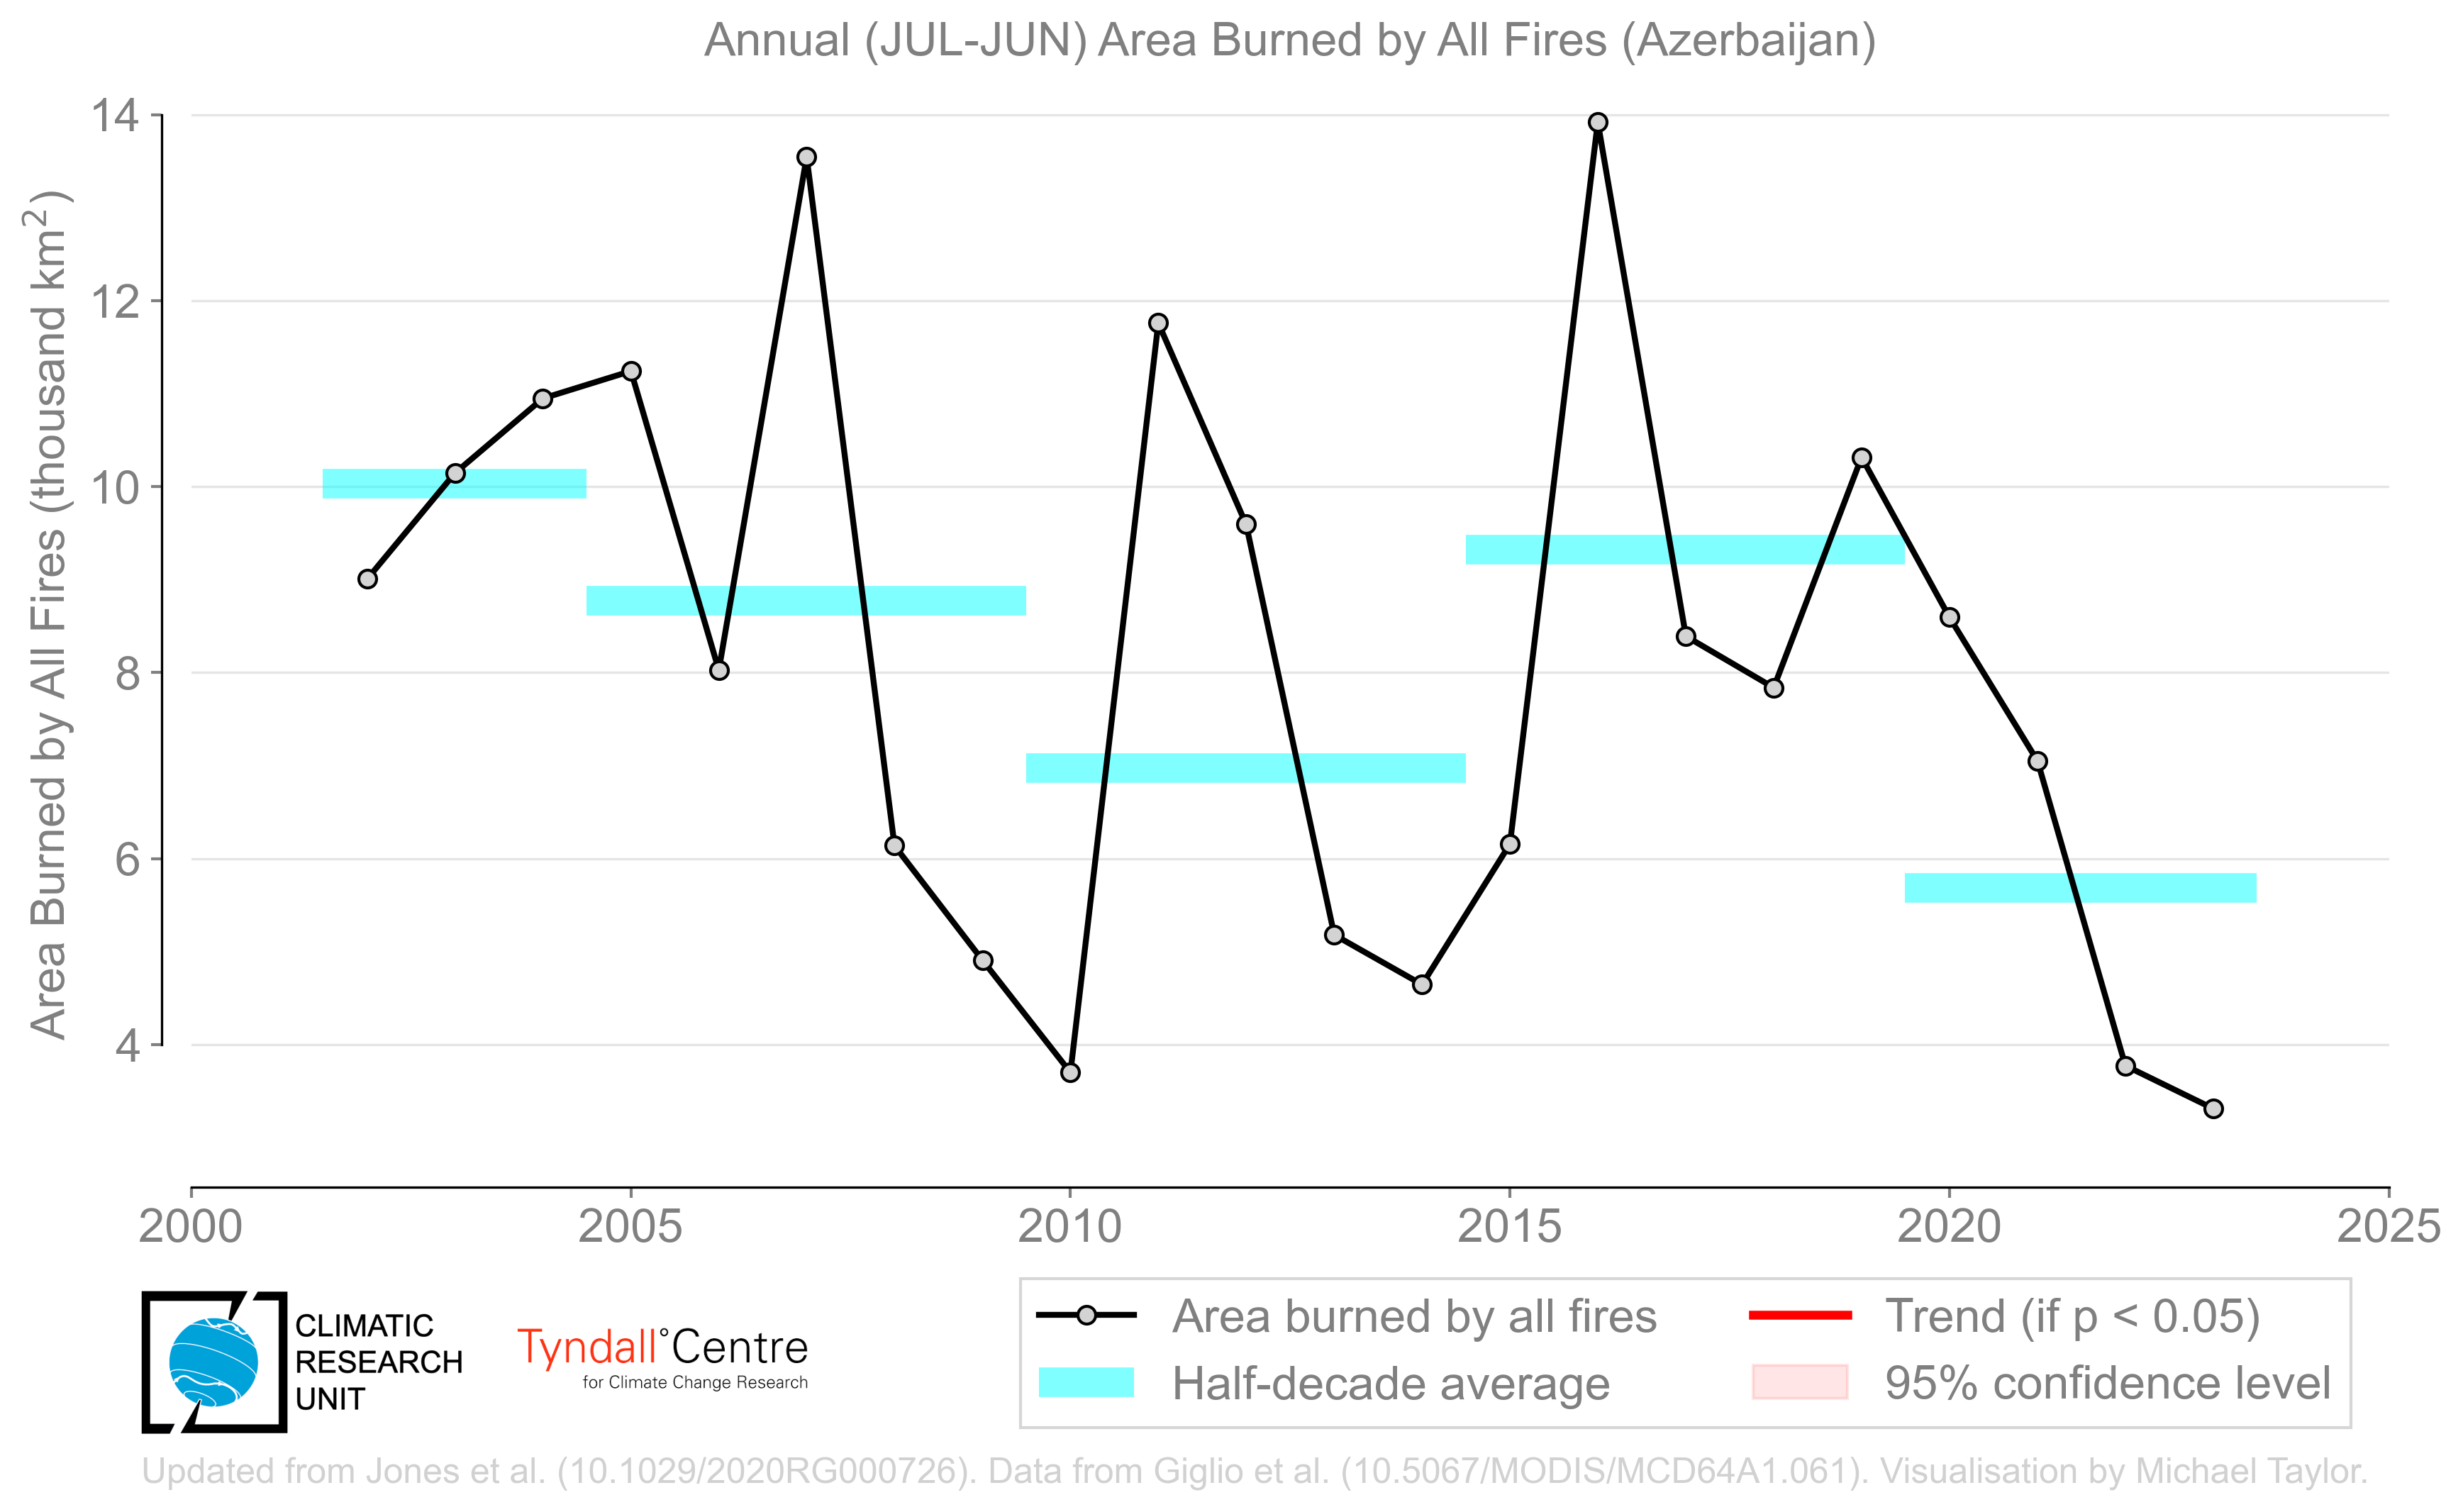 Annual (JUL-JUN) Area Burned by All Fires (Azerbaijan)
Area Burned by All Fires (thousand km²)
14
12
10
8
6
4
2000 2005 2010 2015 2020 2025
CLIMATIC
RESEARCH
UNIT
Tyndall°Centre
for Climate Change Research
Area burned by all fires
Half-decade average
Trend (if p < 0.05)
95% confidence level
Updated from Jones et al. (10.1029/2020RG000726). Data from Giglio et al. (10.5067/MODIS/MCD64A1.061). Visualisation by Michael Taylor.